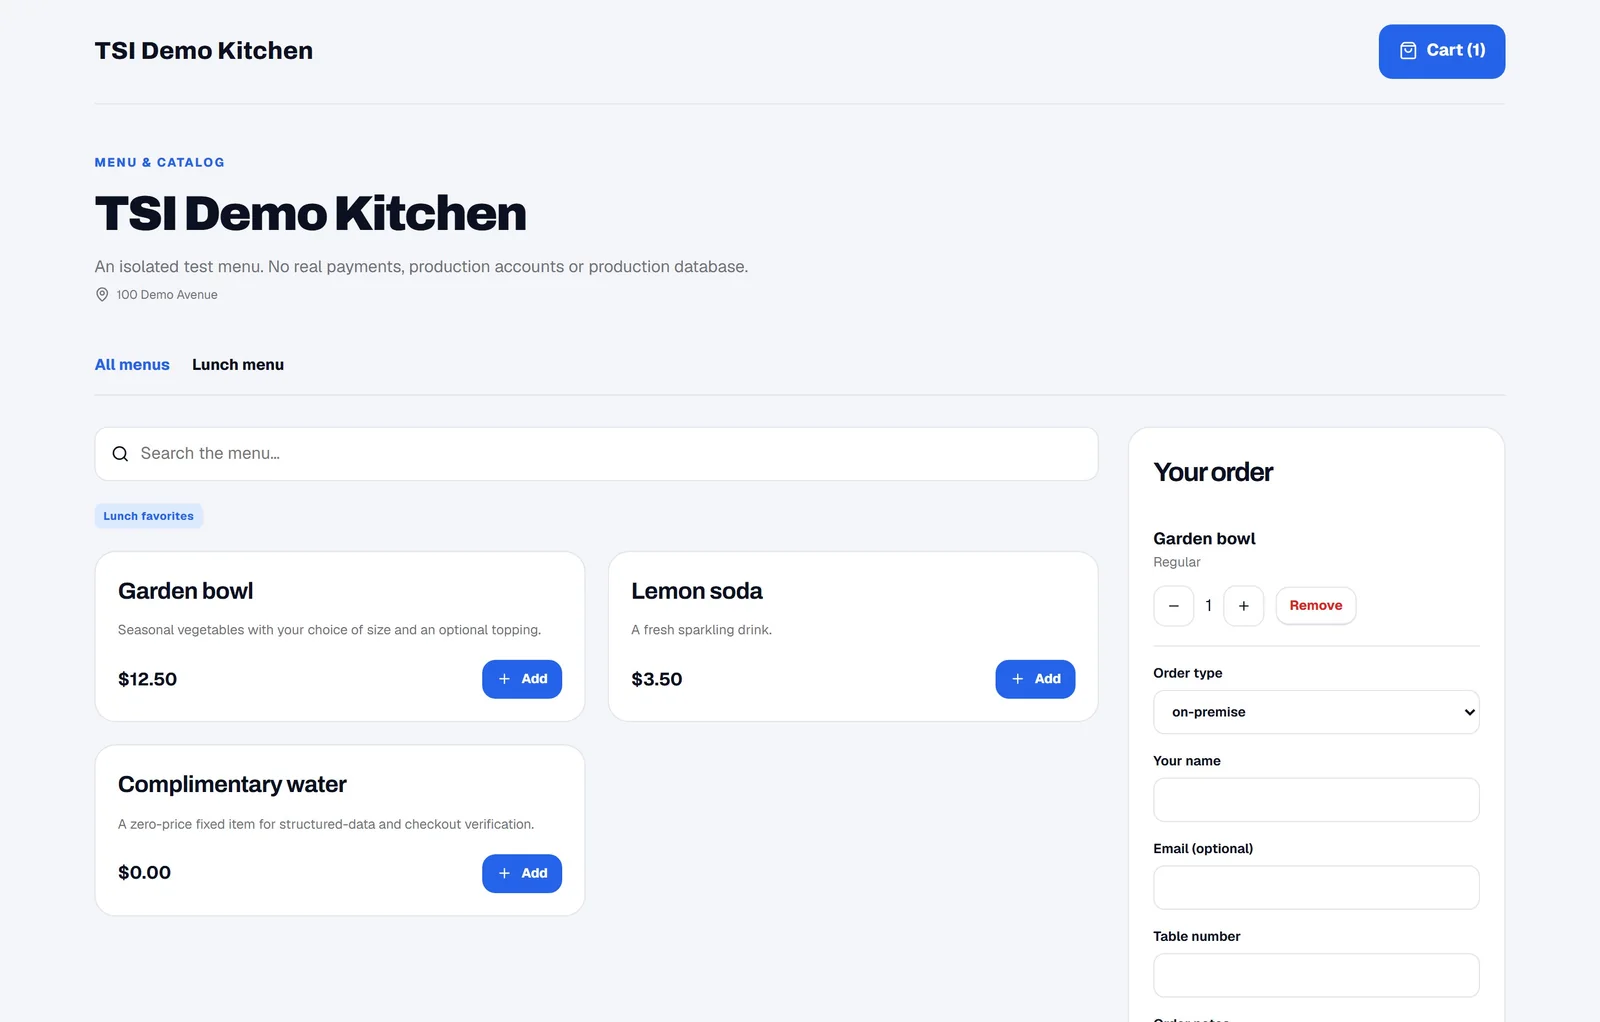 TSI Demo Kitchen
Cart (1)
MENU & CATALOG
TSI Demo Kitchen
An isolated test menu. No real payments, production accounts or production database.
100 Demo Avenue
All menus
Lunch menu
Search the menu...
Lunch favorites
Garden bowl
Seasonal vegetables with your choice of size and an optional topping.
$12.50
+ Add
Lemon soda
A fresh sparkling drink.
$3.50
+ Add
Complimentary water
A zero-price fixed item for structured-data and checkout verification.
$0.00
+ Add
Your order
Garden bowl
Regular
− 1 + Remove
Order type
on-premise
Your name
Email (optional)
Table number